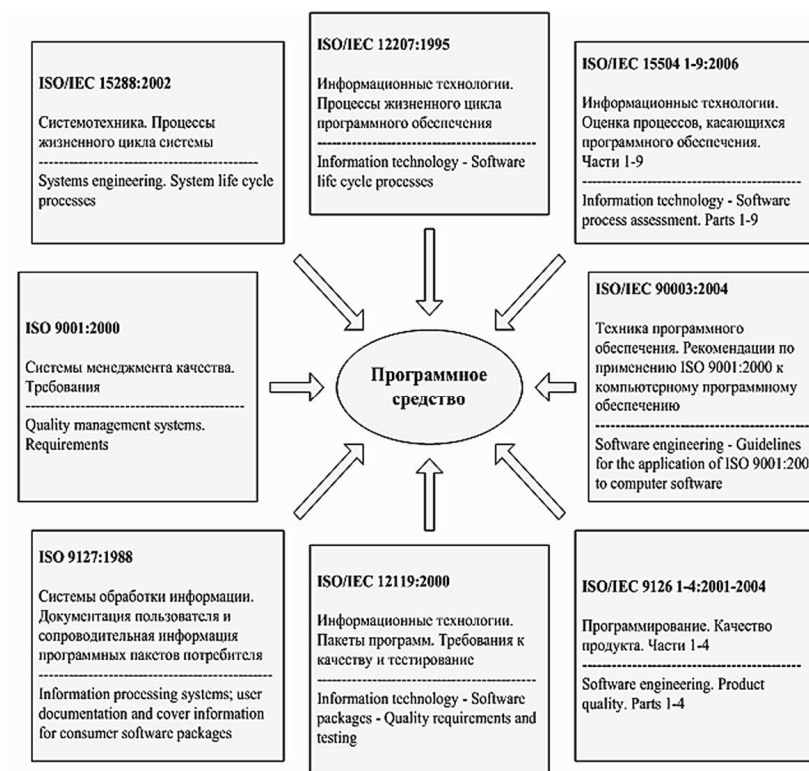 ISO/IEC 15288:2002
Системотехника. Процессы
жизненного цикла системы
Systems engineering. System life cycle
processes
ISO/IEC 12207:1995
Информационные технологии.
Процессы жизненного цикла
программного обеспечения
Information technology - Software
life cycle processes
ISO/IEC 15504 1-9:2006
Информационные технологии.
Оценка процессов, касающихся
программного обеспечения.
Части 1-9
Information technology - Software
process assessment. Parts 1-9
ISO 9001:2000
Системы менеджмента качества.
Требования
Quality management systems.
Requirements
Программное
средство
ISO/IEC 90003:2004
Техника программного
обеспечения. Рекомендации по
применению ISO 9001:2000 к
компьютерному программному
обеспечению
Software engineering - Guidelines
for the application of ISO 9001:200
to computer software
ISO 9127:1988
Системы обработки информации.
Документация пользователя и
сопроводительная информация
программных пакетов потребителя
Information processing systems; user
documentation and cover information
for consumer software packages
ISO/IEC 12119:2000
Информационные технологии.
Пакеты программ. Требования к
качеству и тестирование
Information technology - Software
packages - Quality requirements and
testing
ISO/IEC 9126 1-4:2001-2004
Программирование. Качество
продукта. Части 1-4
Software engineering. Product
quality. Parts 1-4